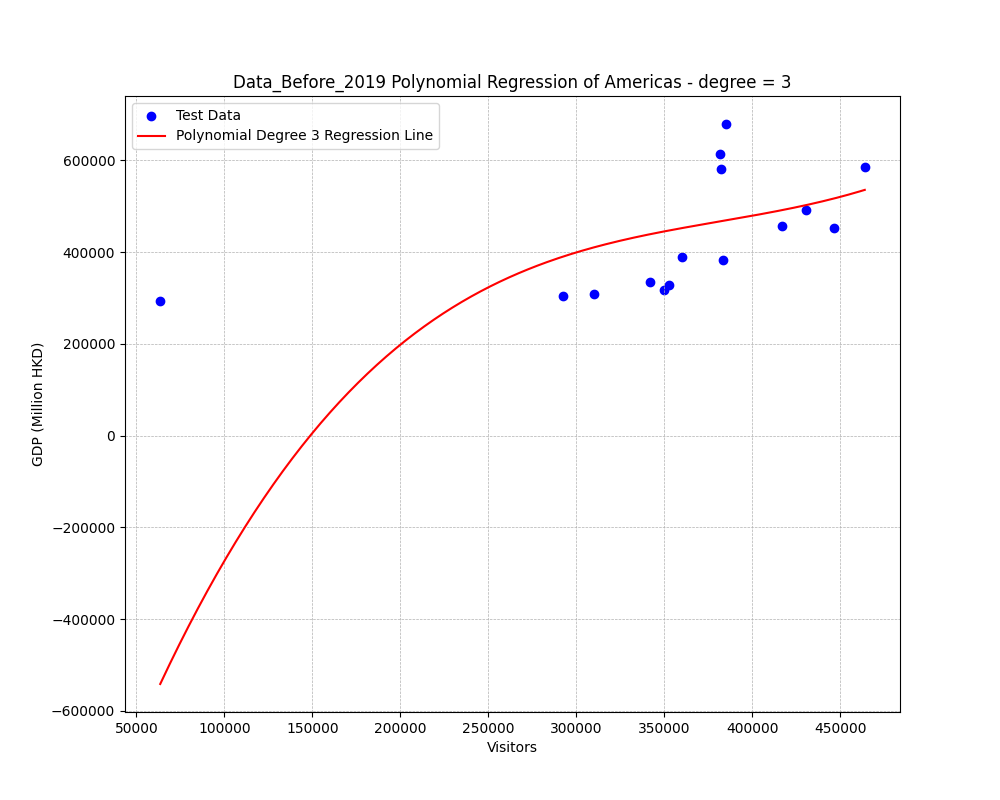 Data_Before_2019 Polynomial Regression of Americas - degree = 3
Test Data
Polynomial Degree 3 Regression Line
GDP (Million HKD)
600000
400000
200000
0
−200000
−400000
−600000
50000 100000 150000 200000 250000 300000 350000 400000 450000
Visitors